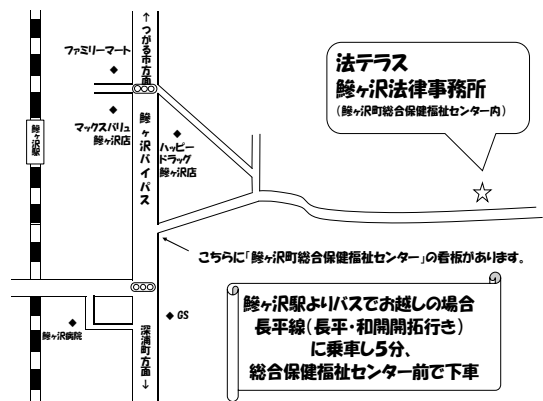 ↑つがる市方面
ファミリーマート
鰺ヶ沢駅
マックスバリュ
鰺ヶ沢店
鰺ヶ沢バイパス
ハッピー
ドラッグ
鰺ヶ沢店
法テラス
鰺ヶ沢法律事務所
(鰺ヶ沢町総合保健福祉センター内)
こちらに「鰺ヶ沢町総合保健福祉センター」の看板があります。
GS
鰺ヶ沢病院
深浦町方面↓
鰺ヶ沢駅よりバスでお越しの場合
長平線(長平・和開開拓行き)
に乗車し5分、
総合保健福祉センター前で下車